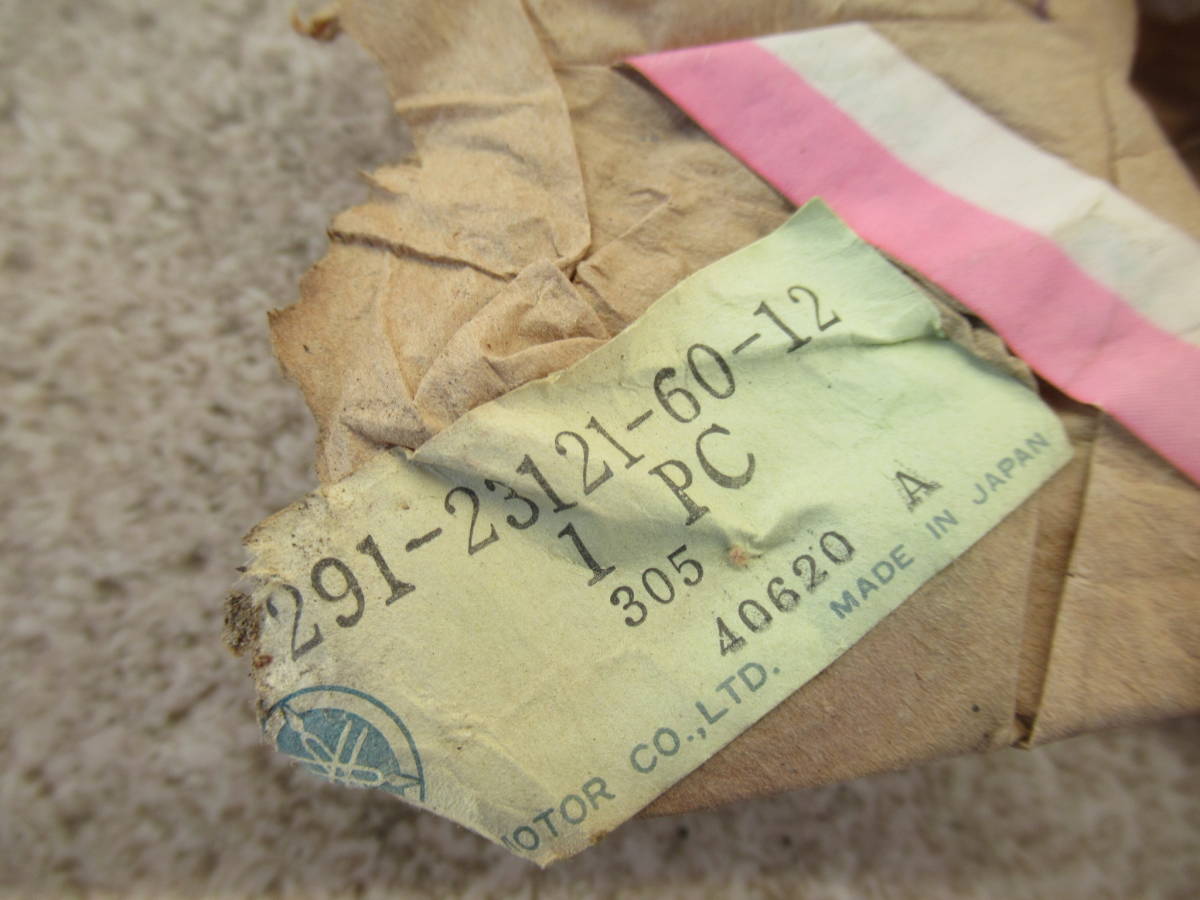 291-23121-60-12
1 PC
305
40620 A
MOTOR CO.,LTD. MADE IN JAPAN